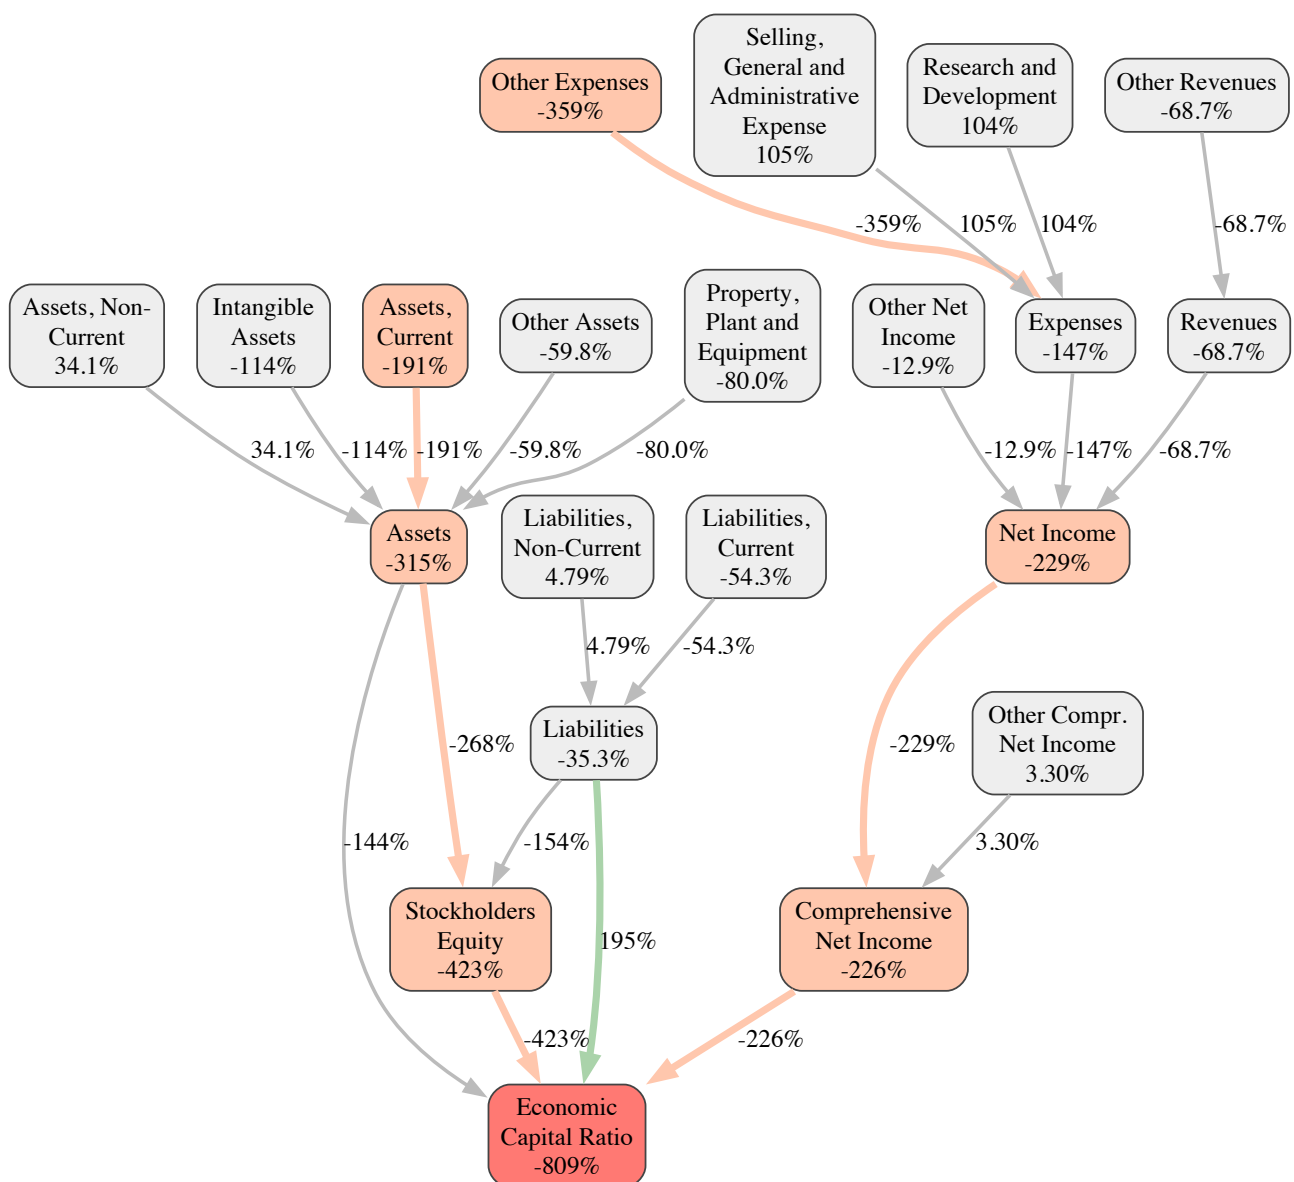 Other Expenses
-359%
Selling,
General and
Administrative
Expense
105%
Research and
Development
104%
Other Revenues
-68.7%
-359%
105%
104%
-68.7%
Assets, Non-
Current
34.1%
Intangible
Assets
-114%
Assets,
Current
-191%
Other Assets
-59.8%
Property,
Plant and
Equipment
-80.0%
Other Net
Income
-12.9%
Expenses
-147%
Revenues
-68.7%
34.1%
-114%
-191%
-59.8%
-80.0%
-12.9%
-147%
-68.7%
Assets
-315%
Liabilities,
Non-Current
4.79%
Liabilities,
Current
-54.3%
Net Income
-229%
4.79%
-54.3%
Liabilities
-35.3%
Other Compr.
Net Income
3.30%
-268%
-229%
-144%
-154%
3.30%
Stockholders
Equity
-423%
195%
Comprehensive
Net Income
-226%
-423%
-226%
Economic
Capital Ratio
-809%